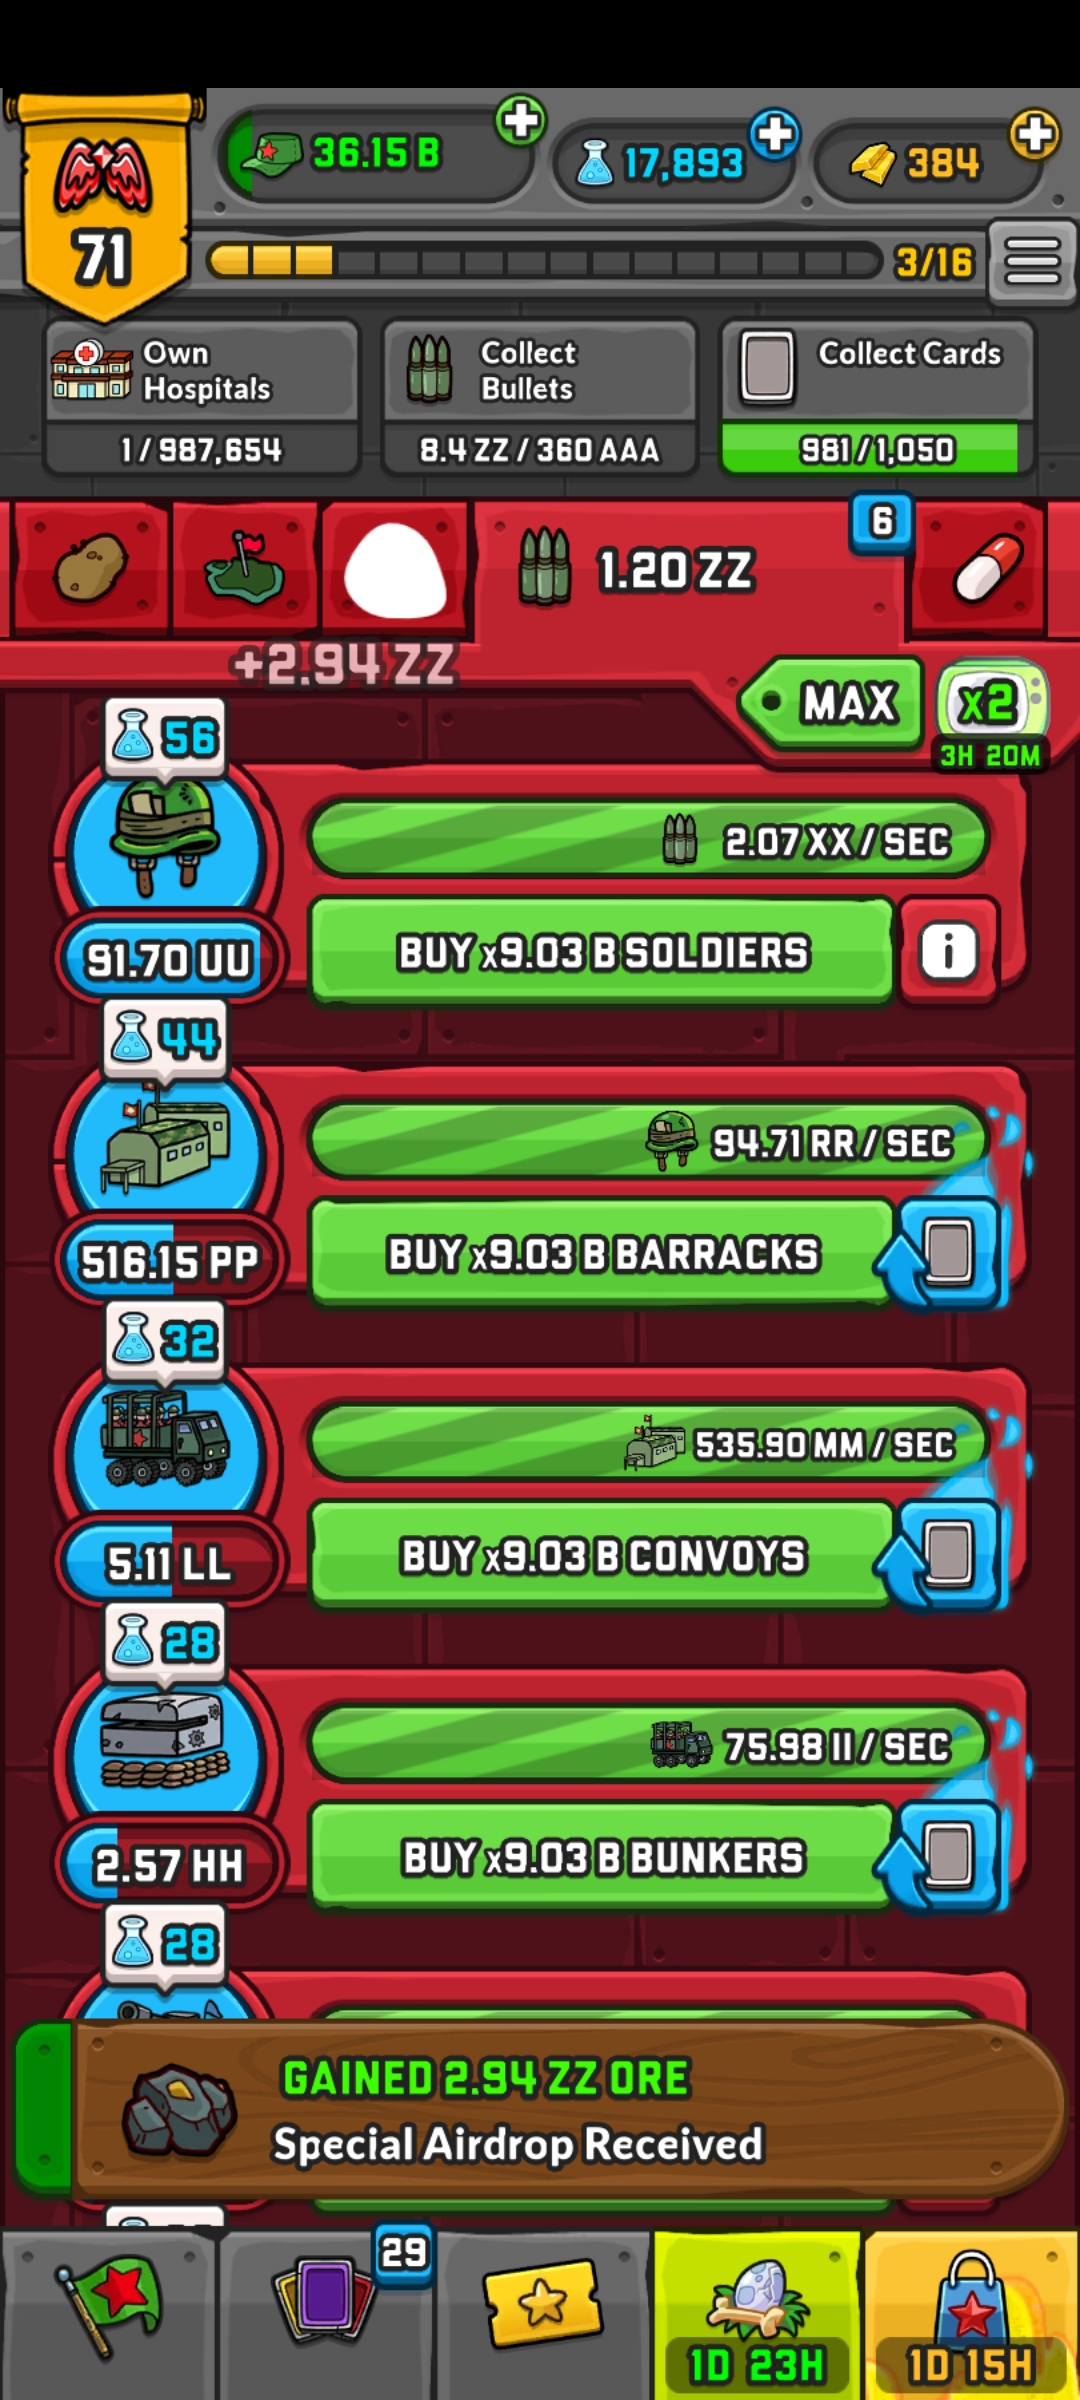 36.15 B
17,893
384
71
3/16
Own
Hospitals
1 / 987,654
Collect
Bullets
8.4 ZZ / 360 AAA
Collect Cards
981 / 1,050
6
1.20 ZZ
+2.94 ZZ
MAX
x2
3H 20M
56
2.07 XX / SEC
91.70 UU
BUY x9.03 B SOLDIERS
i
44
94.71 RR / SEC
516.15 PP
BUY x9.03 B BARRACKS
32
535.90 MM / SEC
5.11 LL
BUY x9.03 B CONVOYS
28
75.98 II / SEC
2.57 HH
BUY x9.03 B BUNKERS
28
GAINED 2.94 ZZ ORE
Special Airdrop Received
29
1D 23H
1D 15H